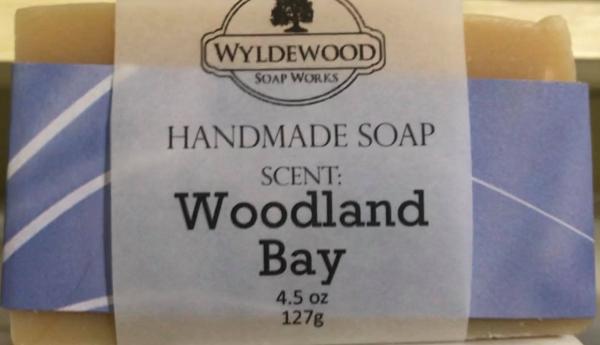 WYLDEWOOD
SOAP WORKS
HANDMADE SOAP
SCENT:
Woodland
Bay
4.5 oz
127g